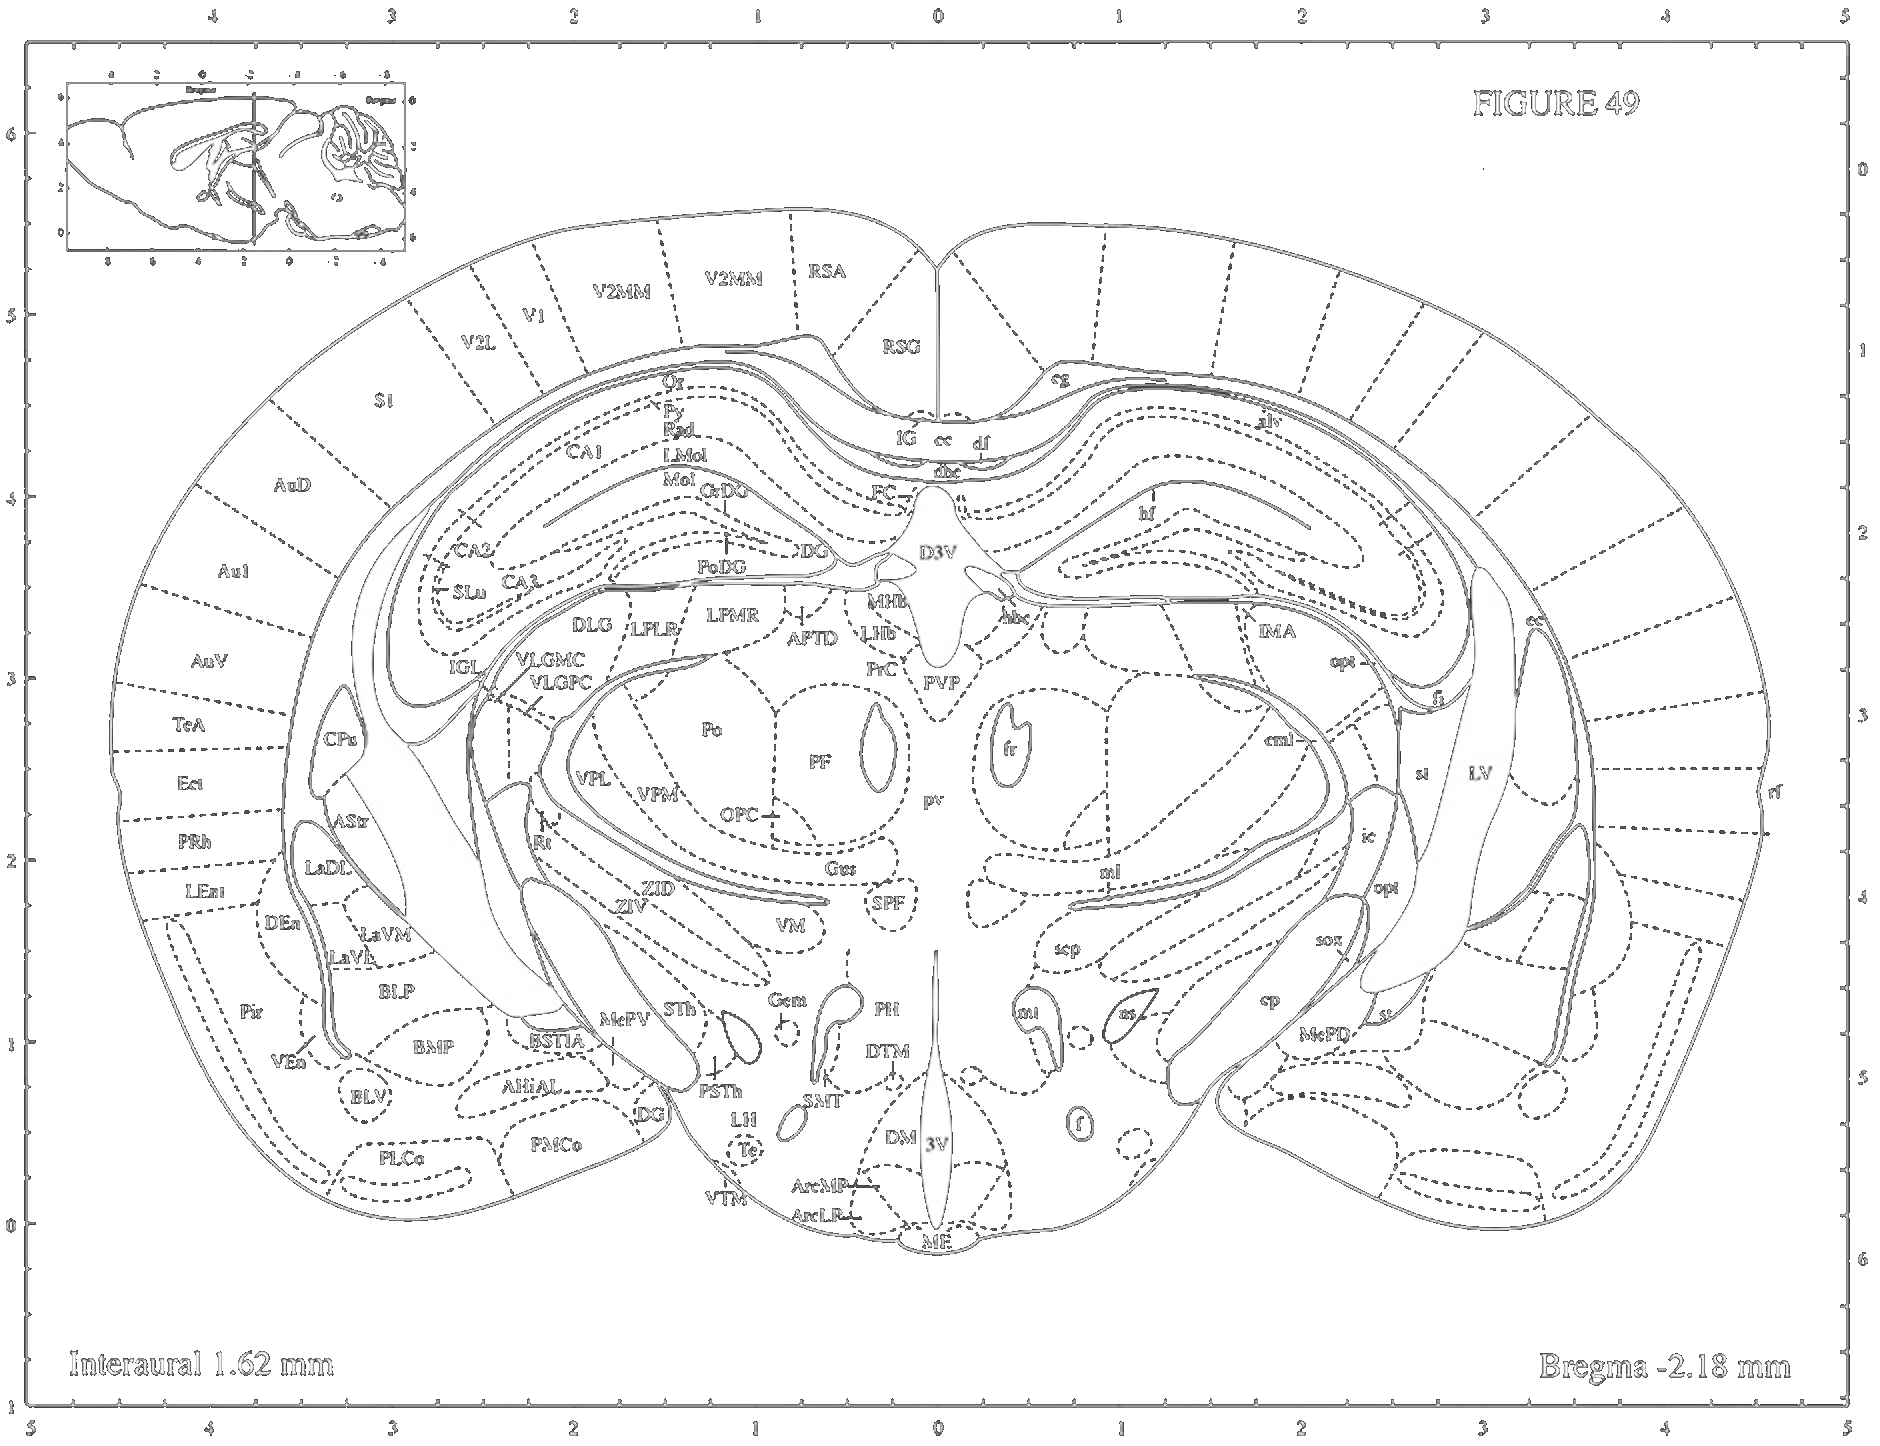 4 3 2 1 0 1 2 3 4 5
FIGURE 49
Bregma
6
0
RSA
V2MM V2MM
5
V1
V2L
RSG
1
S1
cg
Or
Py
alv
Rad
IG cc df
CA1
LMol
dhc
Mol
AuD
GrDG
FC
4
hf
2
CA2
DG
D3V
PoDG
Au1
CA3
SLu
MHb
hbc
DLG
LPLR
LPMR
APTD
LHb
IMA
ec
AuV
IGL
VLGMC
PrC
opt
VLGPC
PVP
3
fi
3
TeA
CPu
Po
fr
eml
PF
st
LV
Ect
VPL
VPM
pv
rf
OPC
AStr
PRh
Rt
ic
2
LaDL
Gus
ml
LEnt
ZID
opt
ZIV
SPF
4
DEn
VM
LaVM
sox
scp
LaVL
BLP
Gem
cp
Pir
MePV
STh
PH
mt
ns
st
BSTIA
MePD
1
BMP
DTM
VEn
AHiAL
PSTh
5
BLV
SMT
DG
LH
f
DM
3V
PMCo
Te
PLCo
ArcMP
VTM
ArcLP
0
ME
6
Interaural 1.62 mm
Bregma -2.18 mm
1
5 4 3 2 1 0 1 2 3 4 5